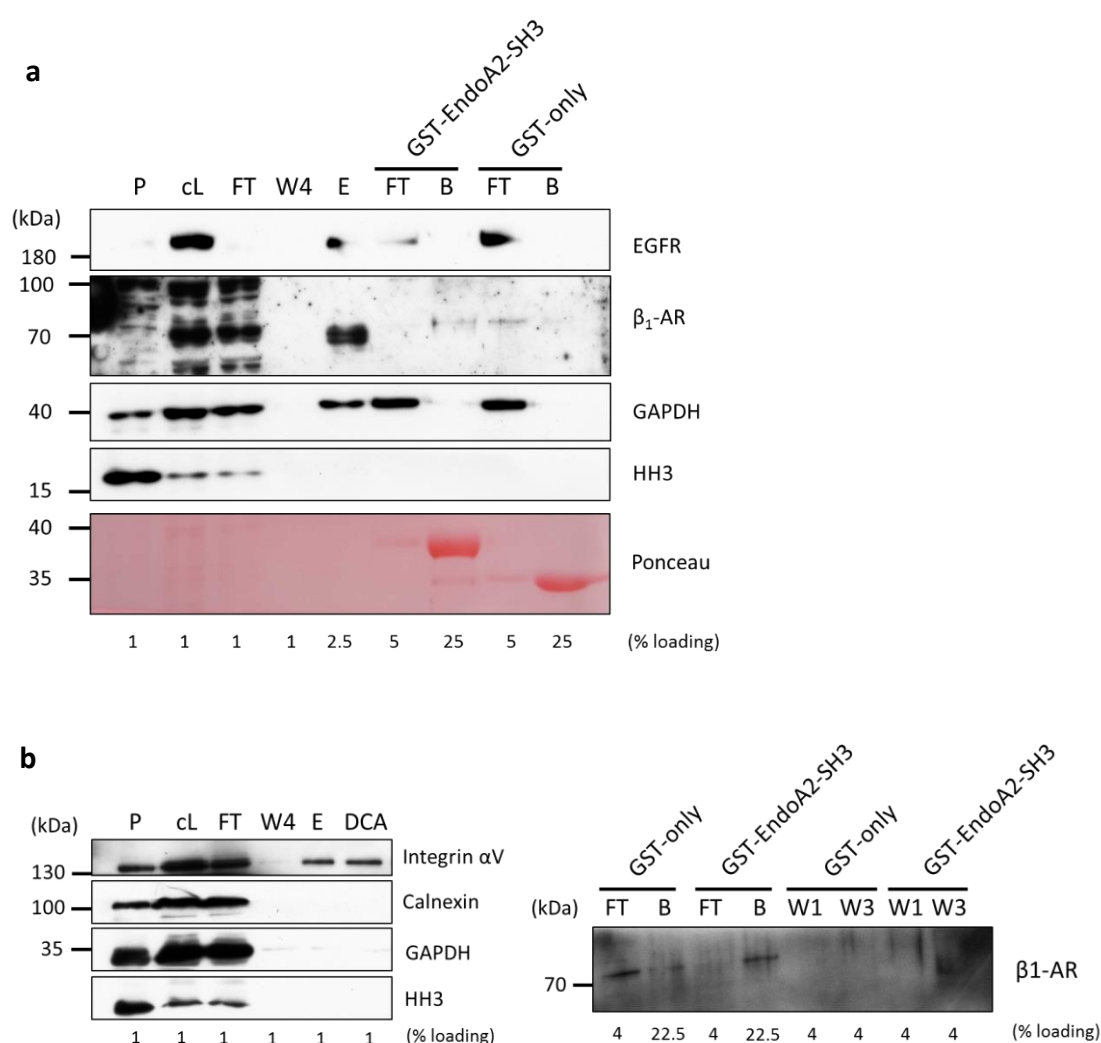 a
GST-EndoA2-SH3
GST-only
P cL FT W4 E FT B FT B
(kDa)
180
EGFR
100
70
β₁-AR
40
GAPDH
15
HH3
40
35
Ponceau
1 1 1 1 2.5 5 25 5 25 (% loading)
b
(kDa)
P cL FT W4 E DCA
130
Integrin αV
100
Calnexin
35
GAPDH
HH3
1 1 1 1 1 1 (% loading)
GST-only
GST-EndoA2-SH3
GST-only
GST-EndoA2-SH3
(kDa) FT B FT B W1 W3 W1 W3
70
β1-AR
4 22.5 4 22.5 4 4 4 4 (% loading)